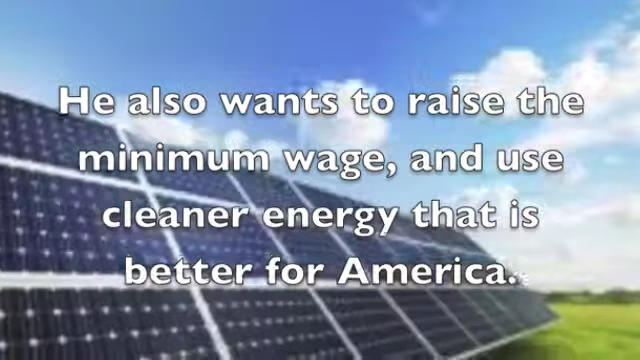 He also wants to raise the
minimum wage, and use
cleaner energy that is
better for America.